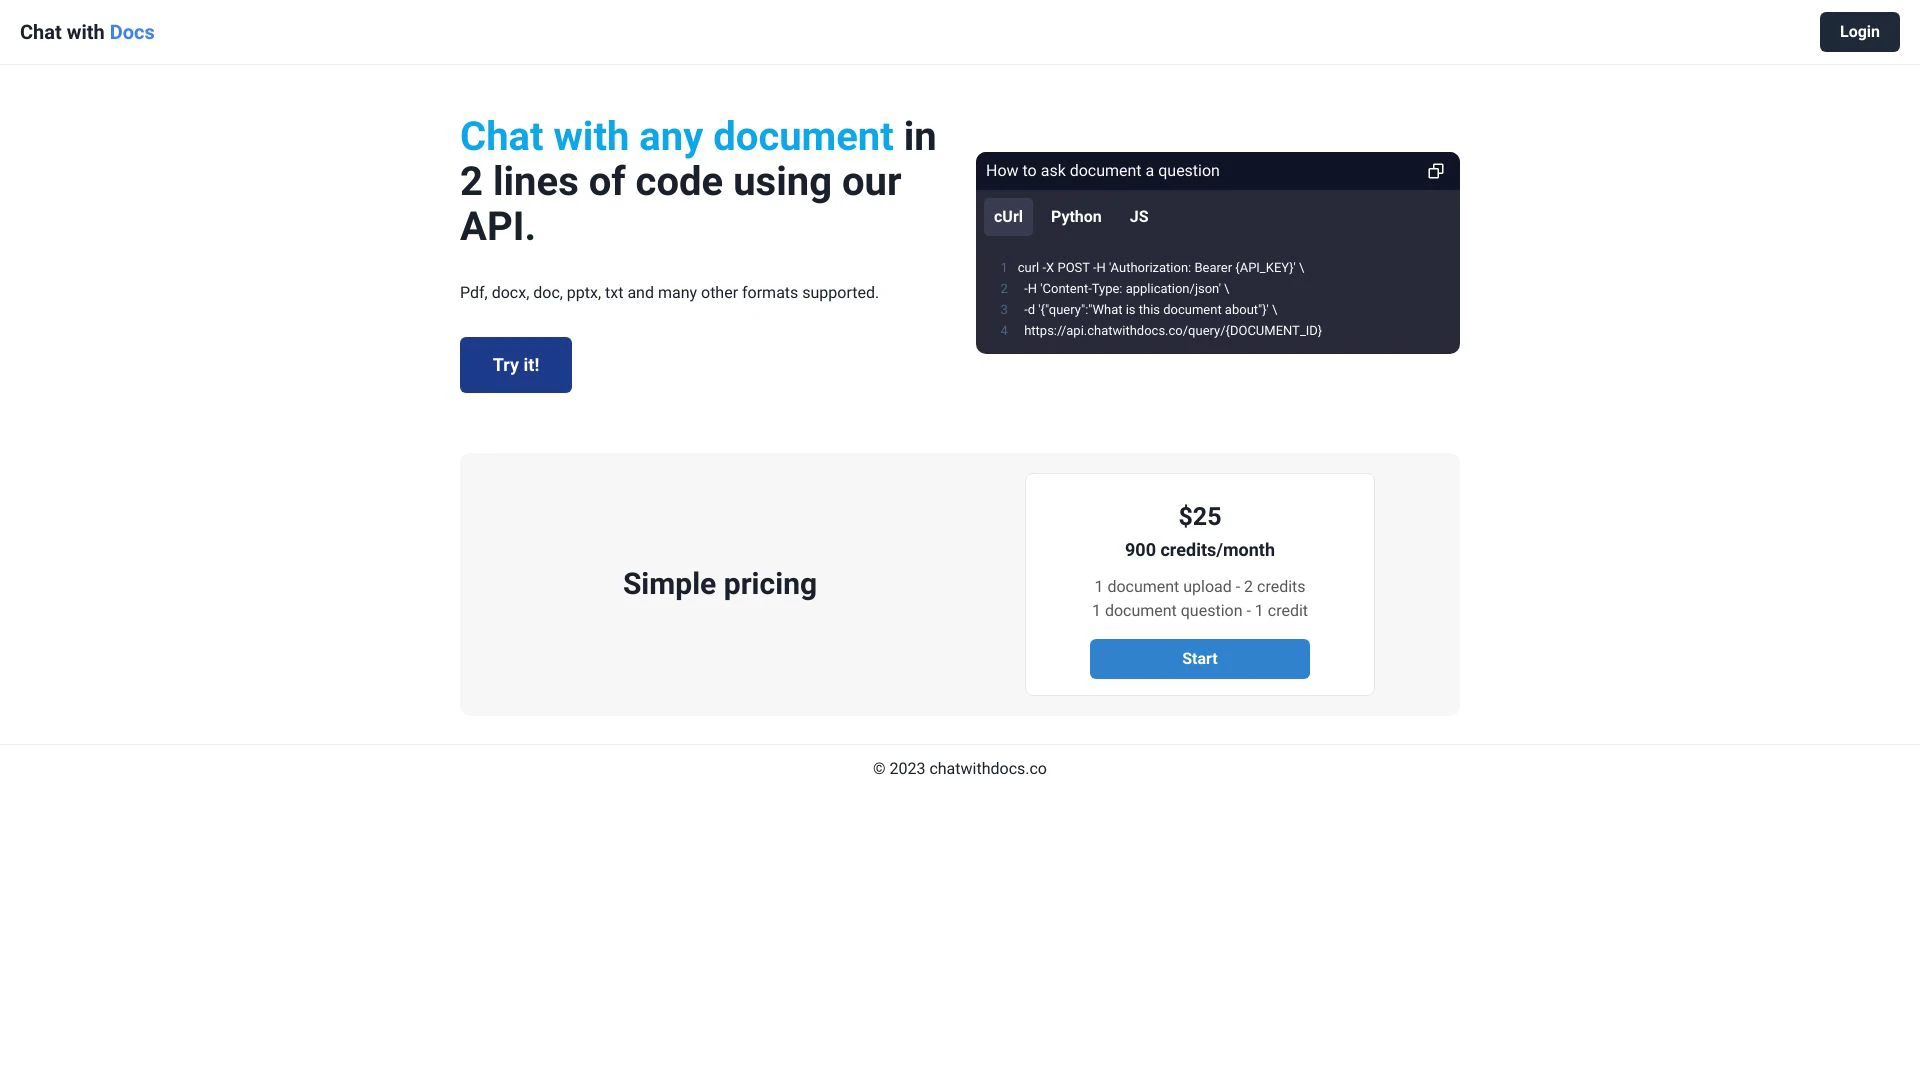 Chat with Docs
Login
Chat with any document in
2 lines of code using our
API.
Pdf, docx, doc, pptx, txt and many other formats supported.
Try it!
How to ask document a question
cUrl Python JS
1 curl -X POST -H 'Authorization: Bearer {API_KEY}' \
2 -H 'Content-Type: application/json' \
3 -d '{"query":"What is this document about"}' \
4 https://api.chatwithdocs.co/query/{DOCUMENT_ID}
Simple pricing
$25
900 credits/month
1 document upload - 2 credits
1 document question - 1 credit
Start
© 2023 chatwithdocs.co